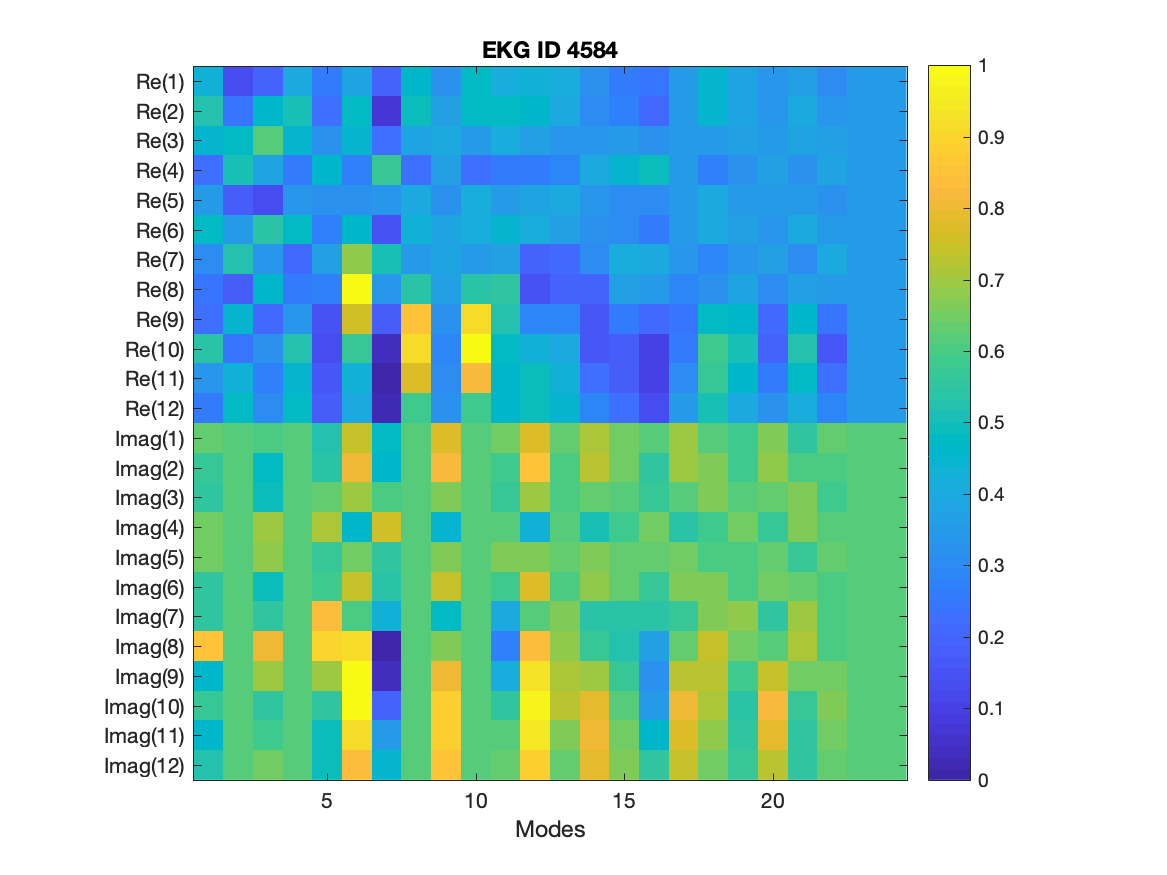 EKG ID 4584
Re(1)
Re(2)
Re(3)
Re(4)
Re(5)
Re(6)
Re(7)
Re(8)
Re(9)
Re(10)
Re(11)
Re(12)
Imag(1)
Imag(2)
Imag(3)
Imag(4)
Imag(5)
Imag(6)
Imag(7)
Imag(8)
Imag(9)
Imag(10)
Imag(11)
Imag(12)
5 10 15 20
Modes
1
0.9
0.8
0.7
0.6
0.5
0.4
0.3
0.2
0.1
0